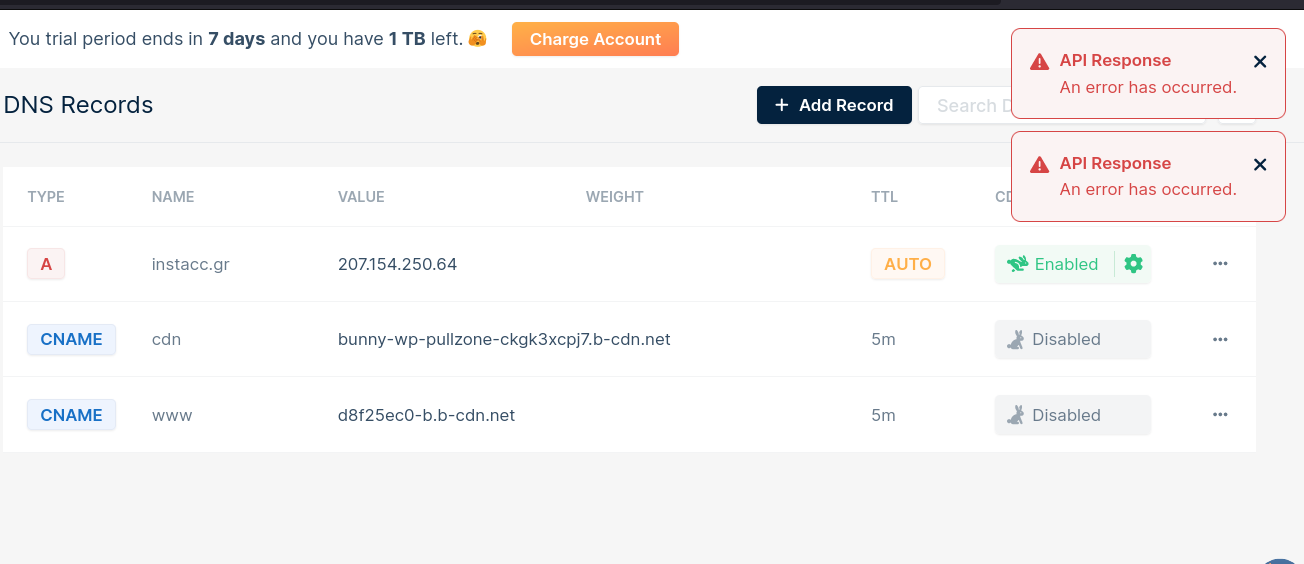 You trial period ends in 7 days and you have 1 TB left. 🫣
Charge Account
API Response
An error has occurred.
DNS Records
+ Add Record
Search D
API Response
An error has occurred.
TYPE NAME VALUE WEIGHT TTL CD
A instacc.gr 207.154.250.64 AUTO Enabled ...
CNAME cdn bunny-wp-pullzone-ckgk3xcpj7.b-cdn.net 5m Disabled ...
CNAME www d8f25ec0-b.b-cdn.net 5m Disabled ...